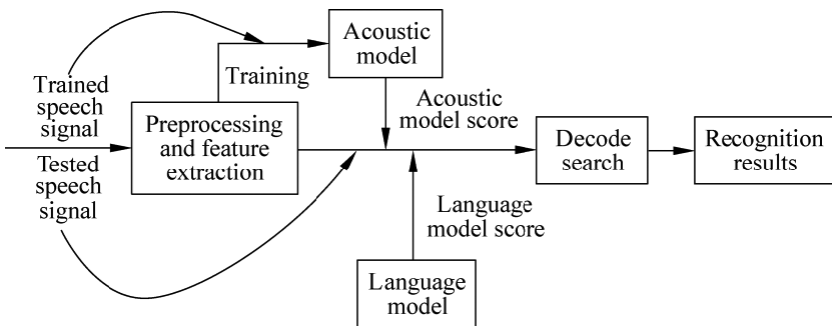 Trained
speech
signal
Tested
speech
signal
Preprocessing
and feature
extraction
Training
Acoustic
model
Acoustic
model score
Language
model score
Language
model
Decode
search
Recognition
results